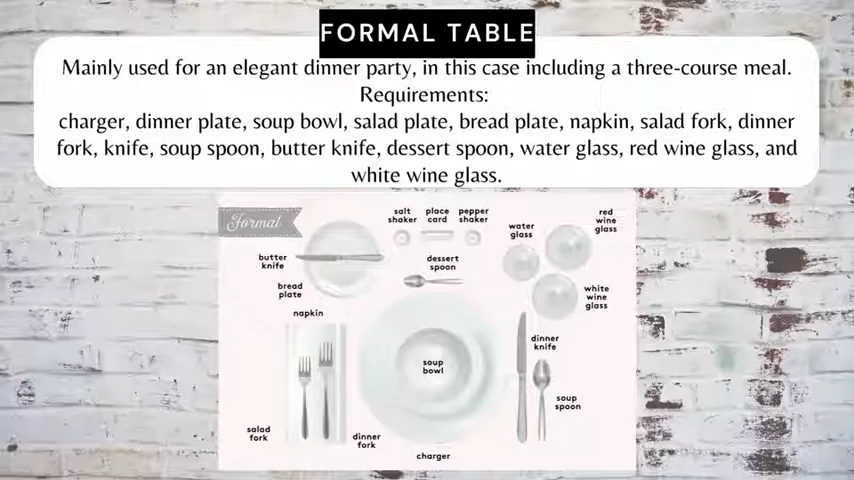 FORMAL TABLE
Mainly used for an elegant dinner party, in this case including a three-course meal.
Requirements:
charger, dinner plate, soup bowl, salad plate, bread plate, napkin, salad fork, dinner
fork, knife, soup spoon, butter knife, dessert spoon, water glass, red wine glass, and
white wine glass.
Formal
salt
shaker
place
card
pepper
shaker
water
glass
red
wine
glass
butter
knife
dessert
spoon
bread
plate
white
wine
glass
napkin
dinner
knife
soup
bowl
soup
spoon
salad
fork
dinner
fork
charger